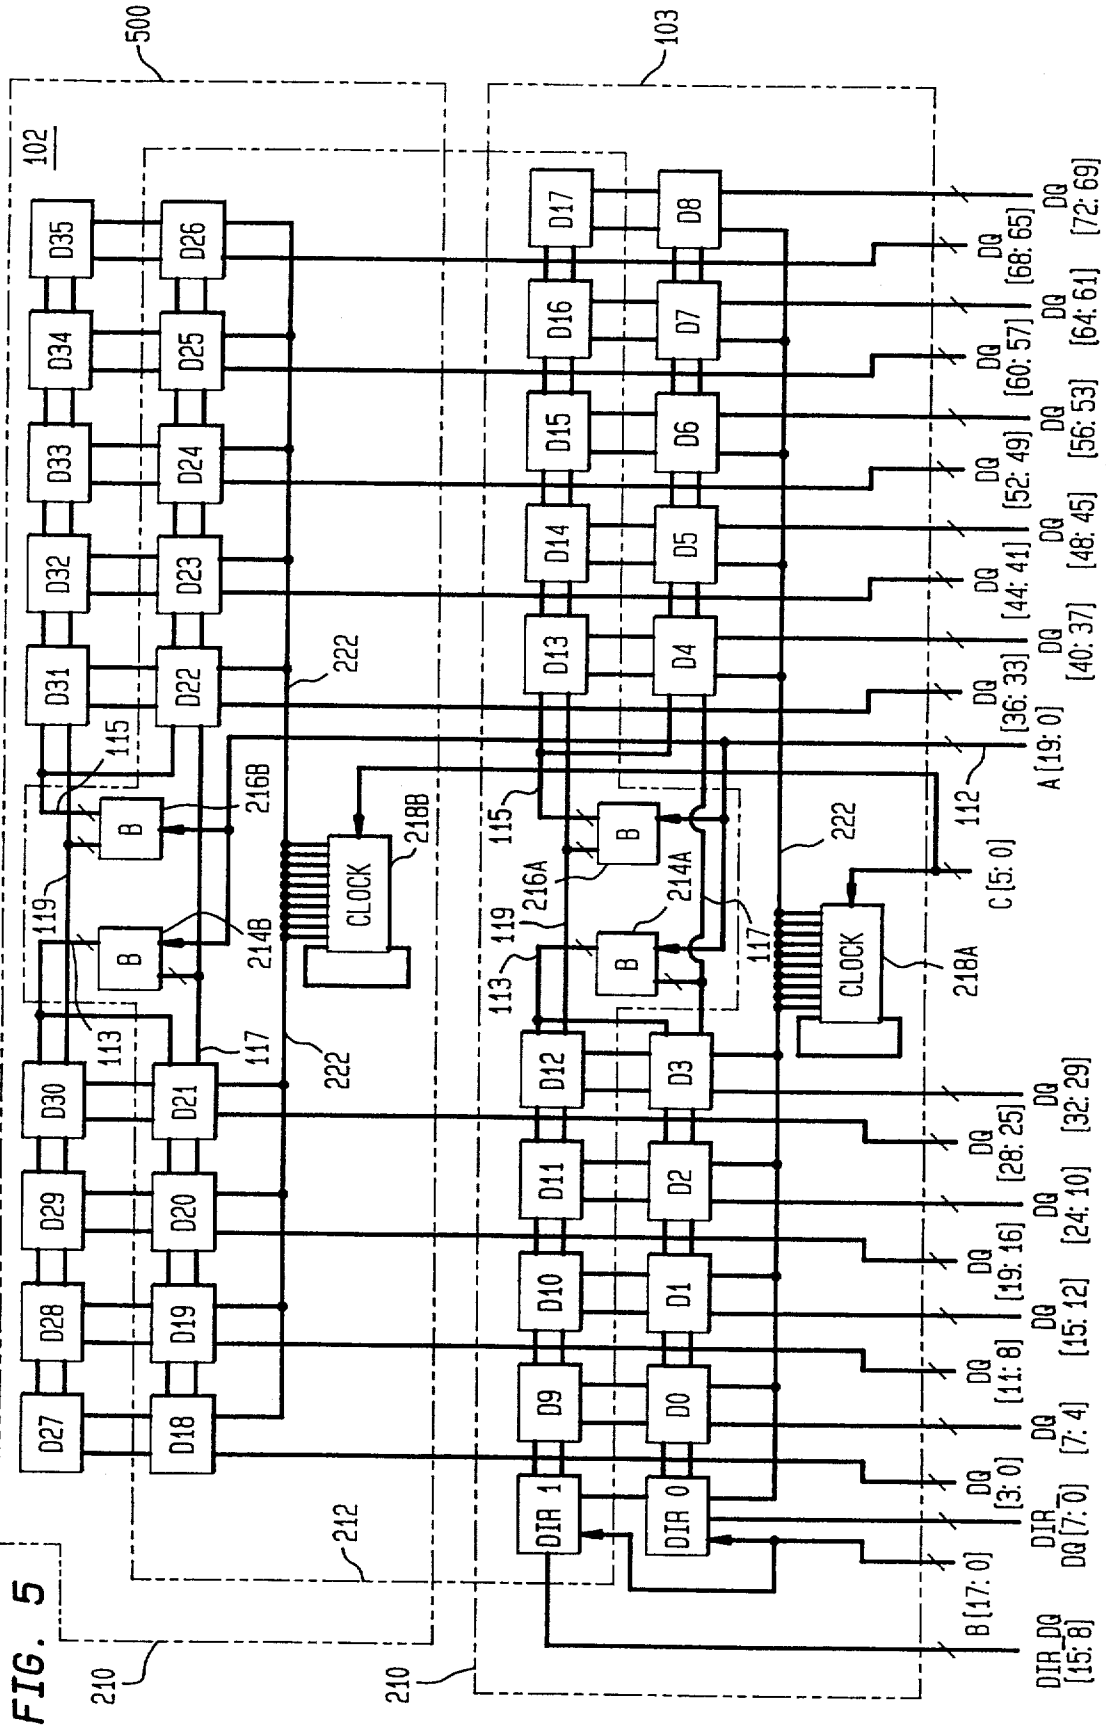 FIG. 5
102
500
D27 D28 D29 D30 D31 D32 D33 D34 D35
113 119 115
B B
214B 216B
D18 D19 D20 D21 D22 D23 D24 D25 D26
117
222 222
CLOCK
218B
210
212
103
DIR 1 D9 D10 D11 D12 D13 D14 D15 D16 D17
113 119 115
B B
214A 216A
117
DIR 0 D0 D1 D2 D3 D4 D5 D6 D7 D8
222
CLOCK
218A
210
112
DIR_DQ
[15: 8]
B [17: 0]
DIR_
DQ [7: 0]
DQ
[3: 0]
DQ
[7: 4]
DQ
[11: 8]
DQ
[15: 12]
DQ
[19: 16]
DQ
[24: 10]
DQ
[28: 25]
DQ
[32: 29]
C [5: 0]
A [19: 0]
DQ
[36: 33]
DQ
[40: 37]
DQ
[44: 41]
DQ
[48: 45]
DQ
[52: 49]
DQ
[56: 53]
DQ
[60: 57]
DQ
[64: 61]
DQ
[68: 65]
DQ
[72: 69]